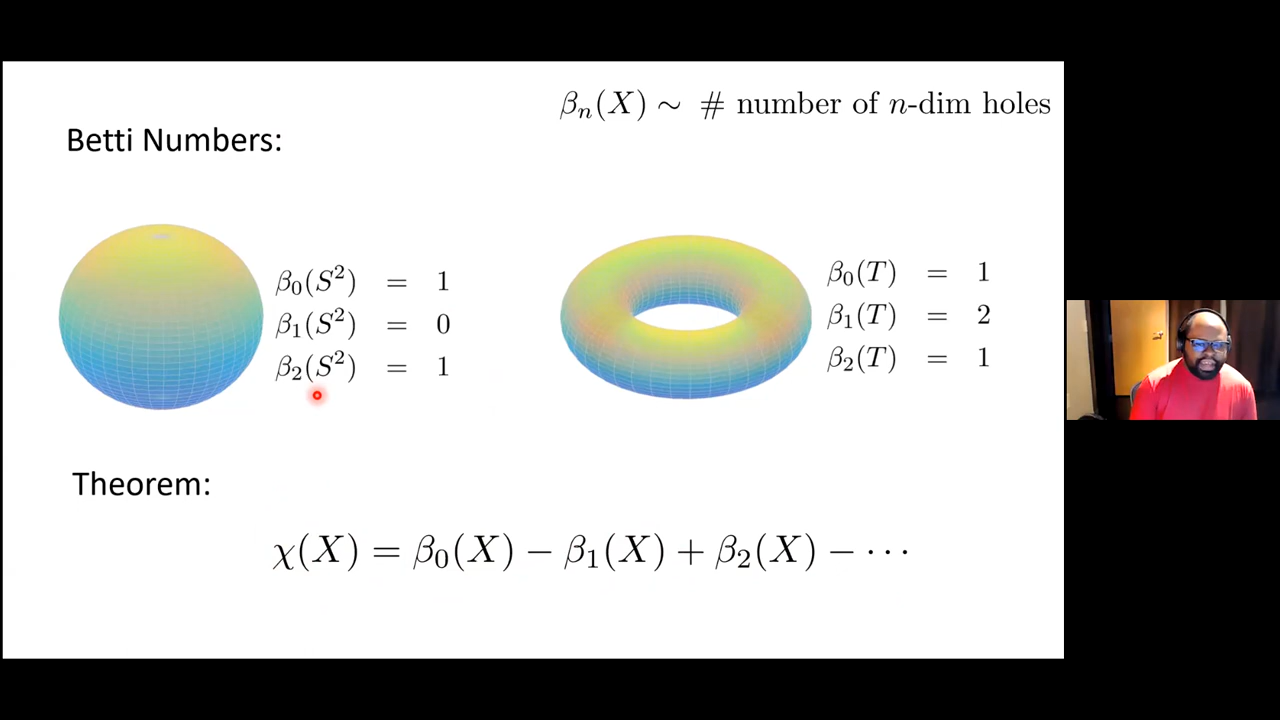 βₙ(X) ∼ # number of n-dim holes
Betti Numbers:
β₀(S²) = 1
β₁(S²) = 0
β₂(S²) = 1
β₀(T) = 1
β₁(T) = 2
β₂(T) = 1
Theorem:
χ(X) = β₀(X) − β₁(X) + β₂(X) − ⋯